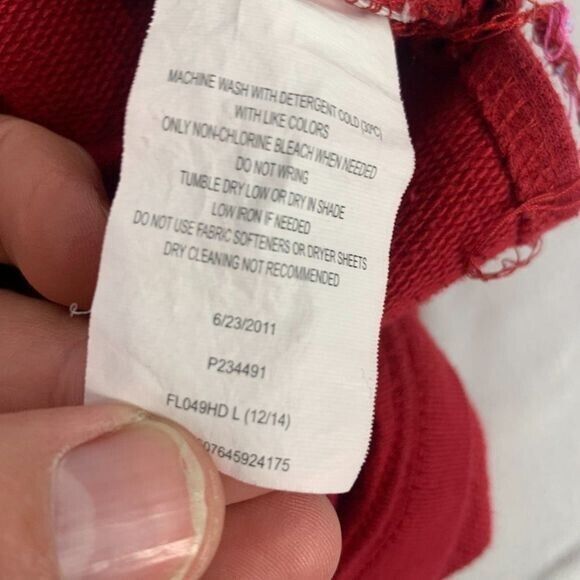 MACHINE WASH WITH DETERGENT COLD (30ºC)
WITH LIKE COLORS
ONLY NON-CHLORINE BLEACH WHEN NEEDED
DO NOT WRING
TUMBLE DRY LOW OR DRY IN SHADE
LOW IRON IF NEEDED
DO NOT USE FABRIC SOFTENERS OR DRYER SHEETS
DRY CLEANING NOT RECOMMENDED
6/23/2011
P234491
FL049HD L (12/14)
07645924175